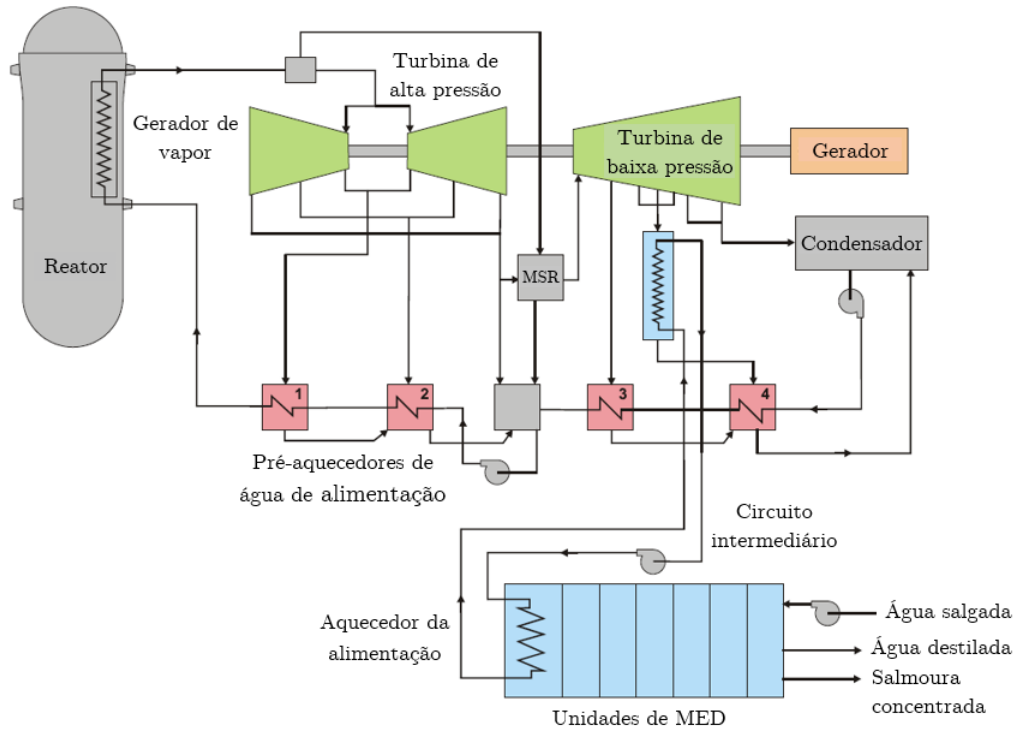 Turbina de
alta pressão
Gerador de
vapor
Turbina de
baixa pressão
Gerador
Reator
MSR
Condensador
1
2
3
4
Pré-aquecedores de
água de alimentação
Circuito
intermediário
Aquecedor da
alimentação
Água salgada
Água destilada
Salmoura
concentrada
Unidades de MED